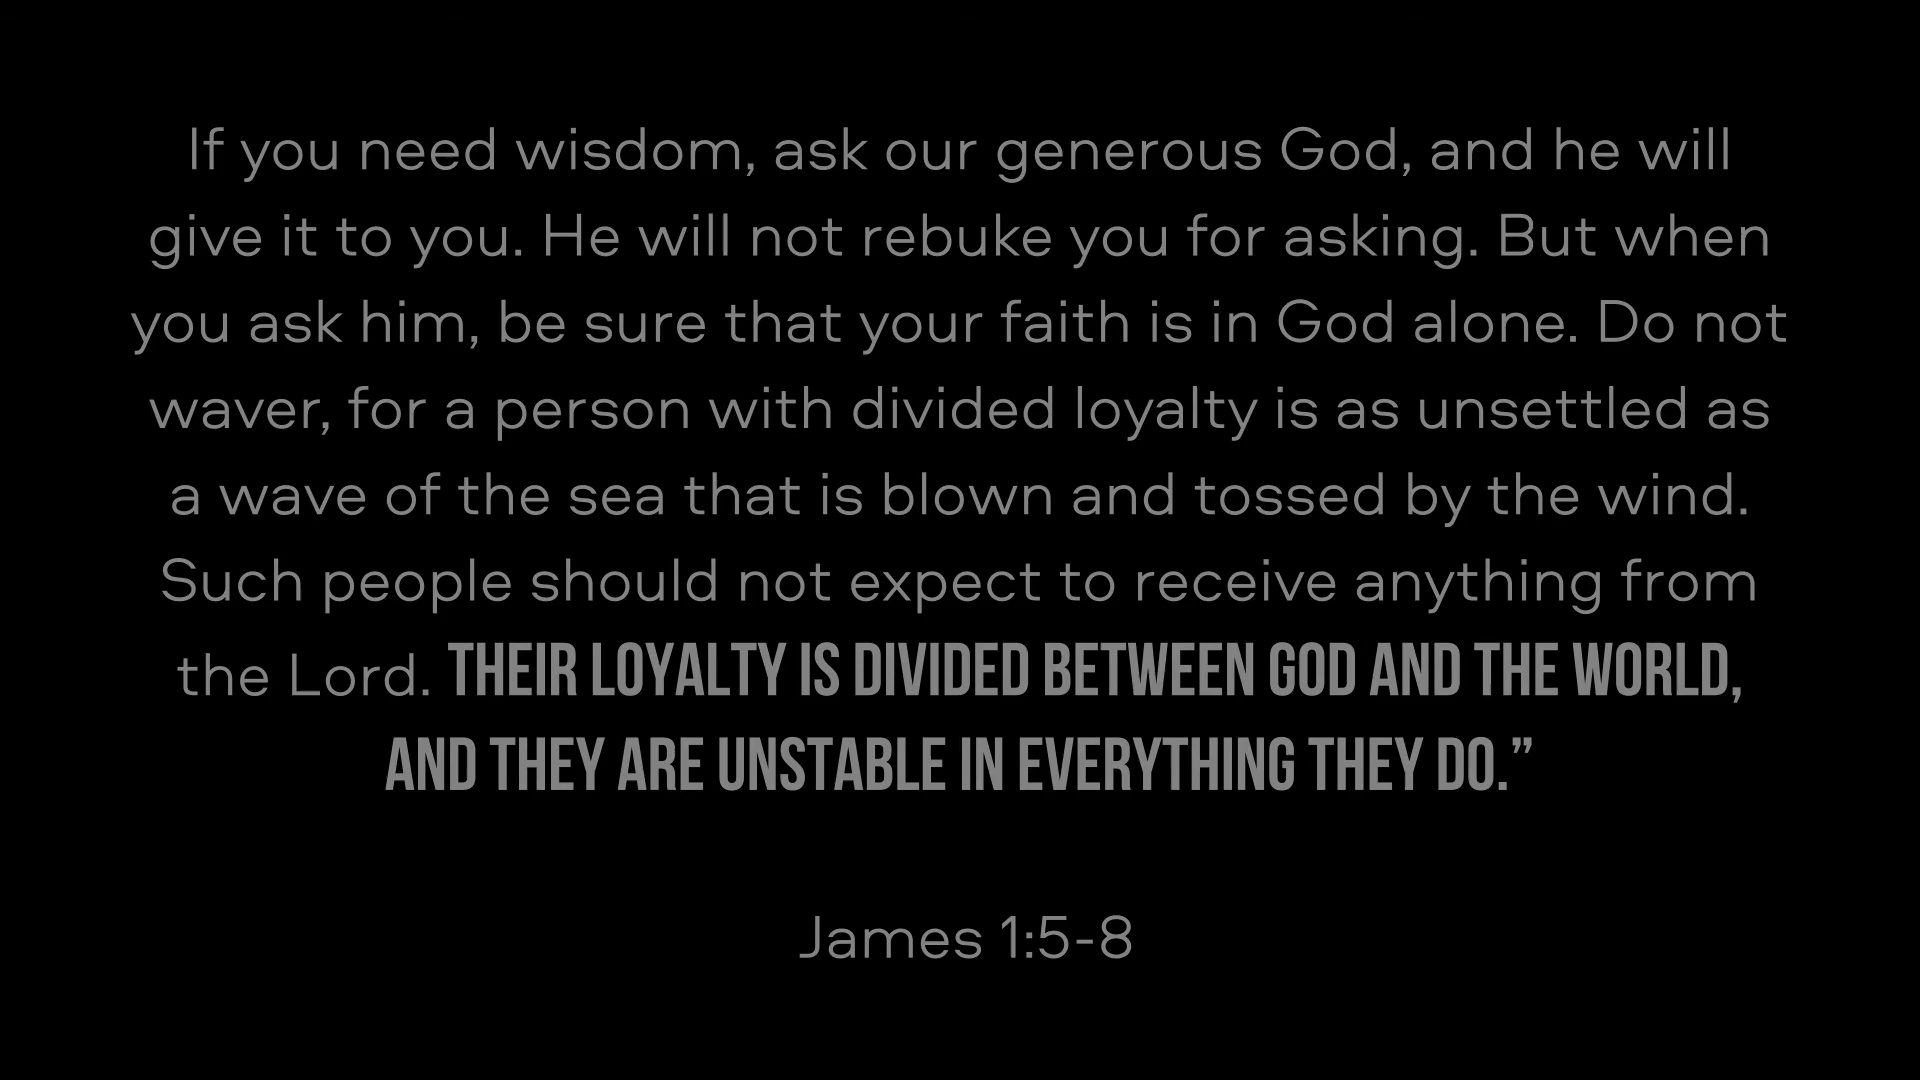 If you need wisdom, ask our generous God, and he will
give it to you. He will not rebuke you for asking. But when
you ask him, be sure that your faith is in God alone. Do not
waver, for a person with divided loyalty is as unsettled as
a wave of the sea that is blown and tossed by the wind.
Such people should not expect to receive anything from
the Lord. THEIR LOYALTY IS DIVIDED BETWEEN GOD AND THE WORLD,
AND THEY ARE UNSTABLE IN EVERYTHING THEY DO.”
James 1:5-8